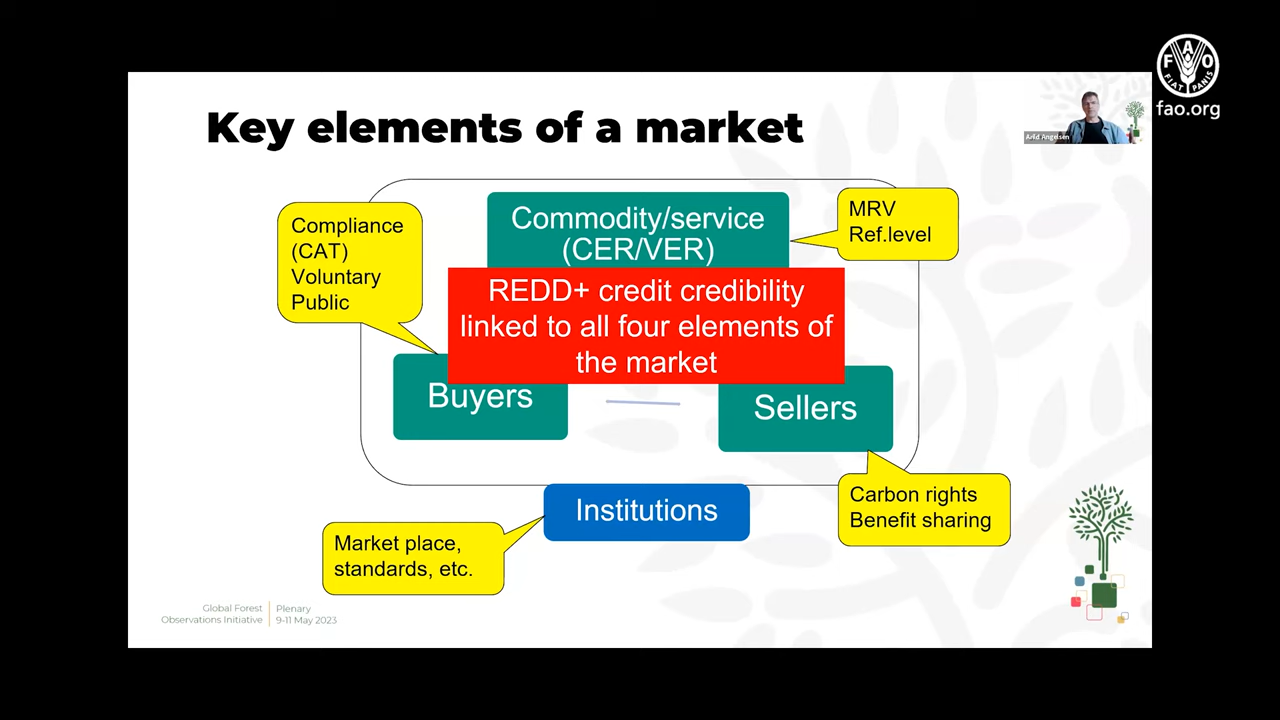 FAO
FIAT PANIS
fao.org
Key elements of a market
Arild Angelsen
Compliance
(CAT)
Voluntary
Public
Commodity/service
(CER/VER)
MRV
Ref.level
REDD+ credit credibility
linked to all four elements of
the market
Buyers
Sellers
Institutions
Carbon rights
Benefit sharing
Market place,
standards, etc.
Global Forest
Observations Initiative
Plenary
9-11 May 2023